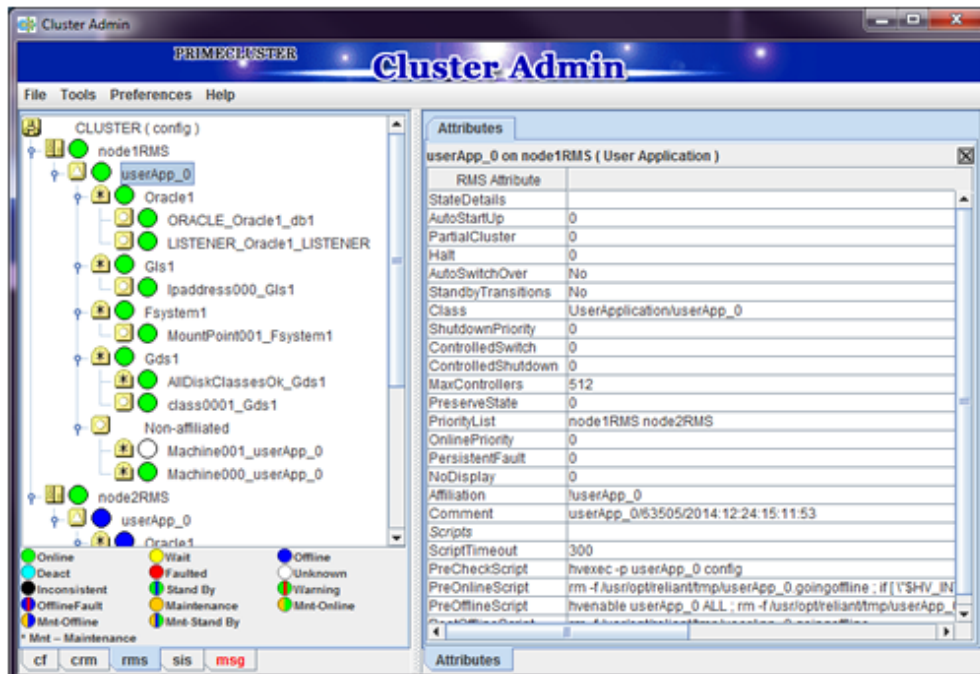 Cluster Admin
PRIMECLUSTER
Cluster Admin
File Tools Preferences Help
CLUSTER ( config )
node1RMS
userApp_0
Oracle1
ORACLE_Oracle1_db1
LISTENER_Oracle1_LISTENER
Gls1
Ipaddress000_Gls1
Fsystem1
MountPoint001_Fsystem1
Gds1
AllDiskClassesOk_Gds1
class0001_Gds1
Non-affiliated
Machine001_userApp_0
Machine000_userApp_0
node2RMS
userApp_0
Oracle1
Online Wait Offline
Deact Faulted Unknown
Inconsistent Stand By Warning
OfflineFault Maintenance Mnt-Online
Mnt-Offline Mnt-Stand By
* Mnt – Maintenance
cf crm rms sis msg
Attributes
userApp_0 on node1RMS ( User Application )
RMS Attribute
StateDetails
AutoStartUp 0
PartialCluster 0
Halt 0
AutoSwitchOver No
StandbyTransitions No
Class UserApplication/userApp_0
ShutdownPriority 0
ControlledSwitch 0
ControlledShutdown 0
MaxControllers 512
PreserveState 0
PriorityList node1RMS node2RMS
OnlinePriority 0
PersistentFault 0
NoDisplay 0
Affiliation !userApp_0
Comment userApp_0/63505/2014:12:24:15:11:53
Scripts
ScriptTimeout 300
PreCheckScript hvexec -p userApp_0 config
PreOnlineScript rm -f /usr/opt/reliant/tmp/userApp_0.goingoffline ; if [ \"$HV_IN
PreOfflineScript hvenable userApp_0 ALL ; rm -f /usr/opt/reliant/tmp/userApp_
Attributes